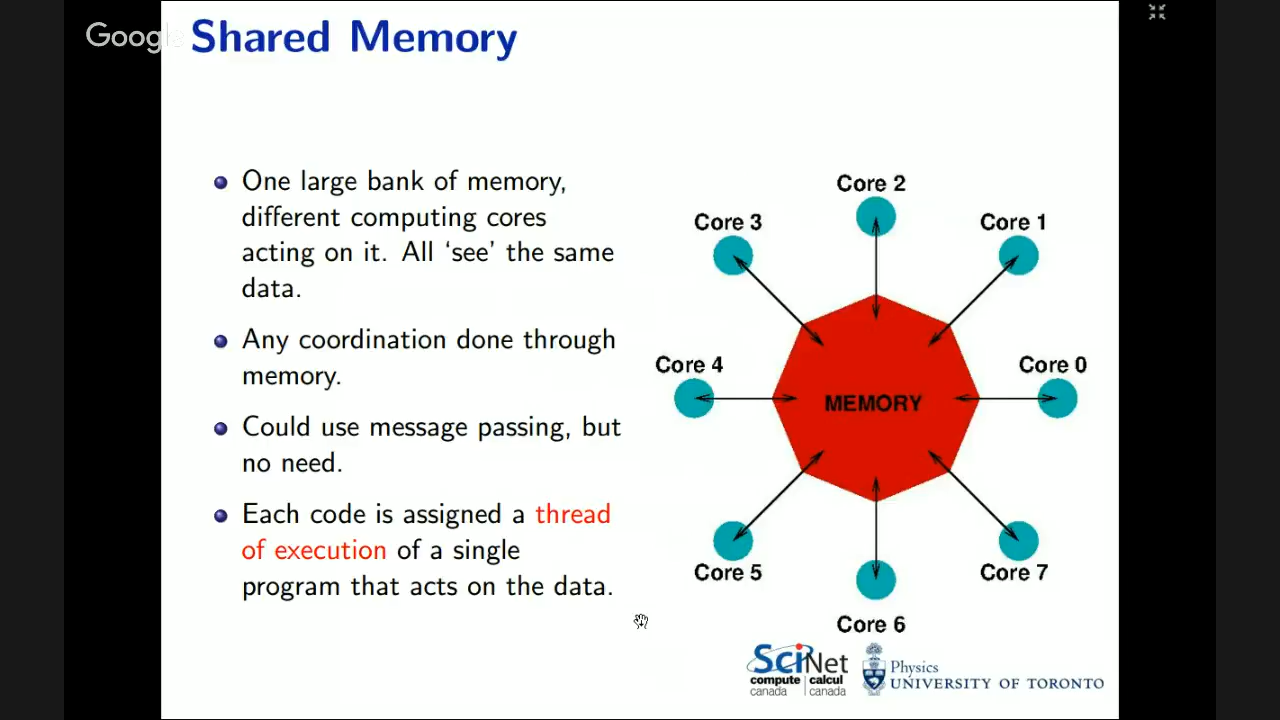 Google
Shared Memory
One large bank of memory,
different computing cores
acting on it. All ‘see’ the same
data.
Any coordination done through
memory.
Could use message passing, but
no need.
Each code is assigned a thread
of execution of a single
program that acts on the data.
Core 2
Core 3
Core 1
Core 4
Core 0
MEMORY
Core 5
Core 7
Core 6
SciNet
compute | calcul
canada | canada
Physics
UNIVERSITY OF TORONTO